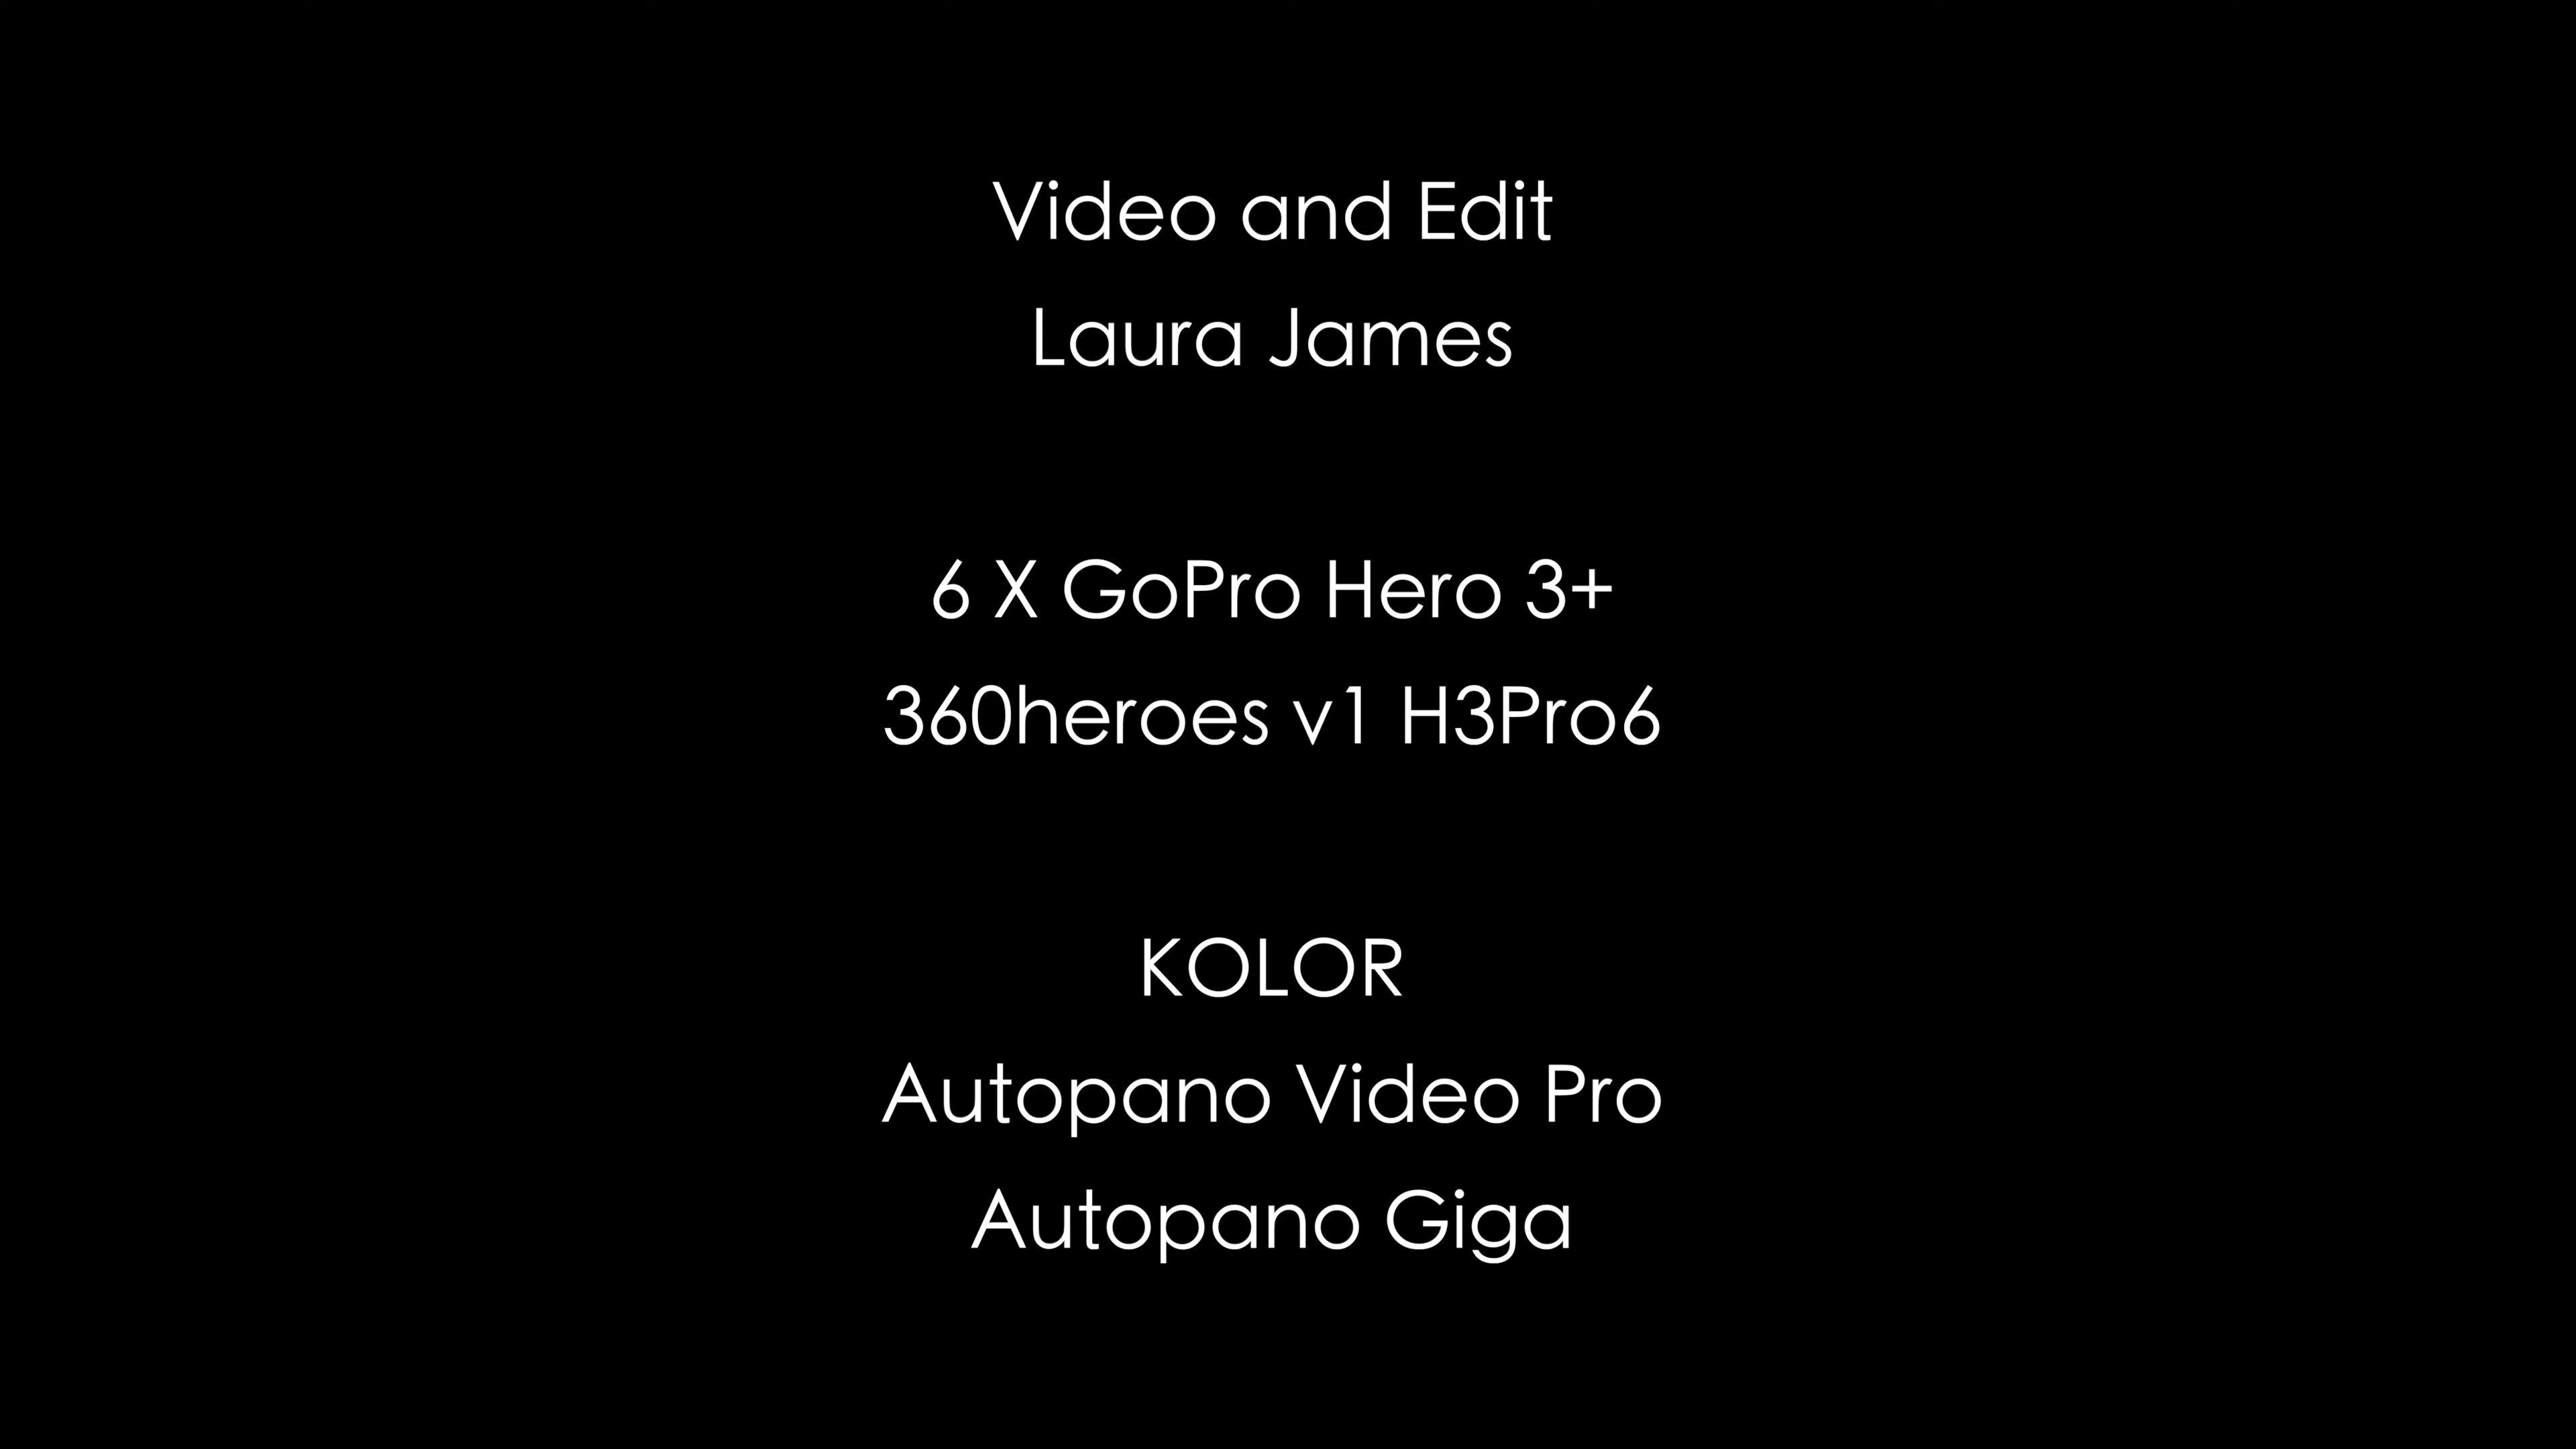 Video and Edit
Laura James
6 X GoPro Hero 3+
360heroes v1 H3Pro6
KOLOR
Autopano Video Pro
Autopano Giga